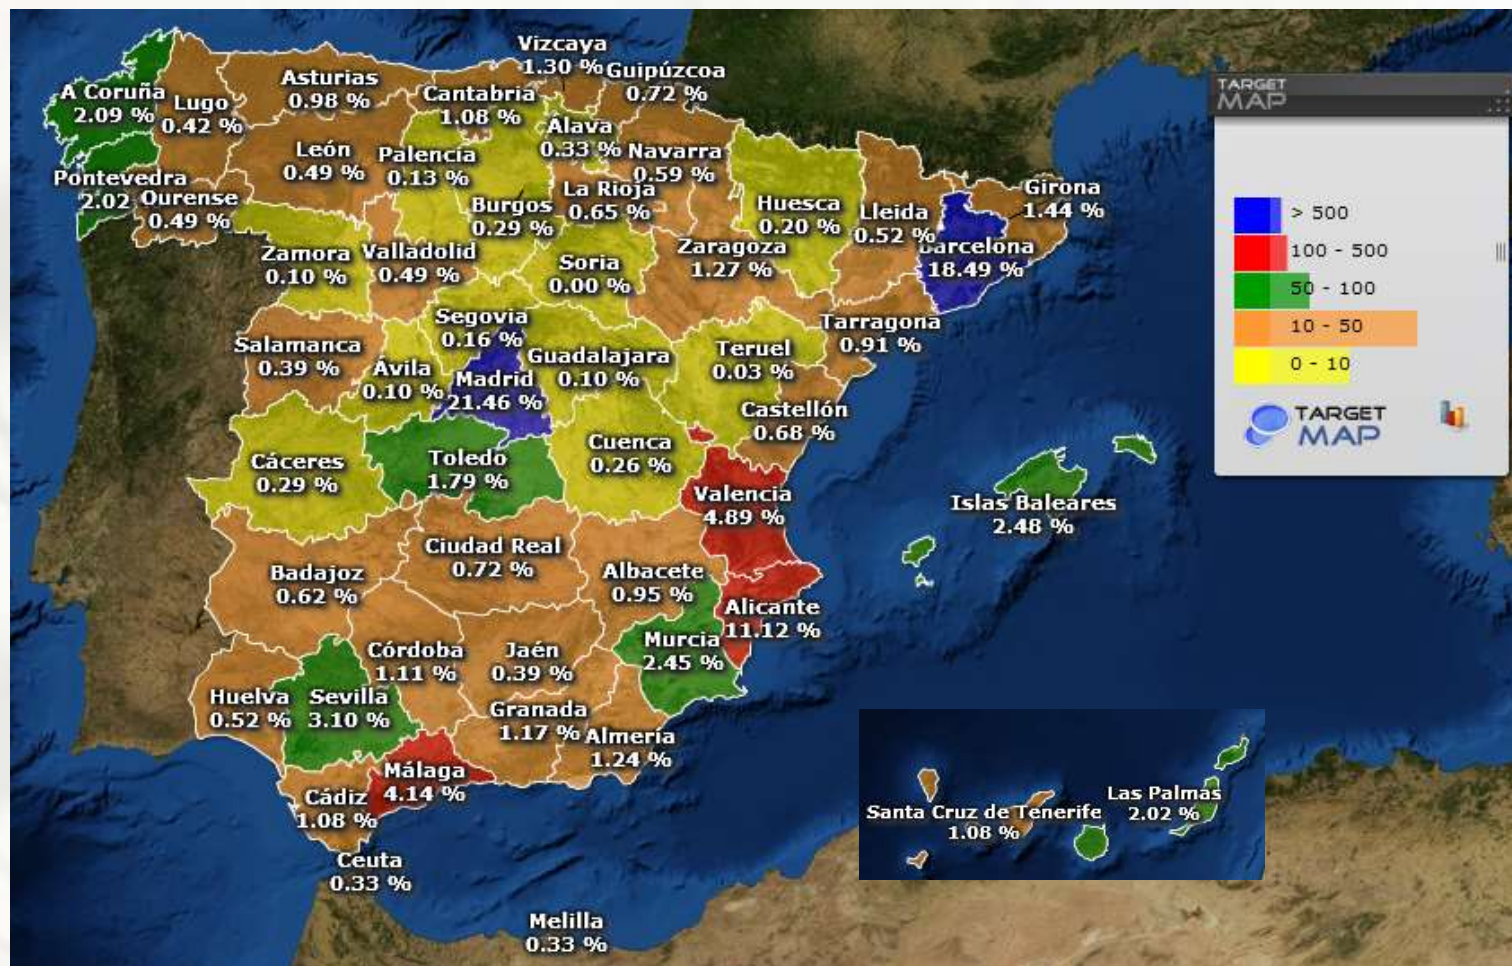 Vizcaya
1.30 %
Guipúzcoa
0.72 %
Asturias
0.98 %
Cantabria
1.08 %
A Coruña
2.09 %
Lugo
0.42 %
Álava
0.33 %
León
0.49 %
Palencia
0.13 %
Navarra
0.59 %
La Rioja
0.65 %
Pontevedra
2.02
Ourense
0.49 %
Burgos
0.29 %
Huesca
0.20 %
Lleida
0.52 %
Girona
1.44 %
Barcelona
18.49 %
Zamora
0.10 %
Valladolid
0.49 %
Soria
0.00 %
Zaragoza
1.27 %
Segovia
0.16 %
Tarragona
0.91 %
Salamanca
0.39 %
Ávila
0.10 %
Madrid
21.46 %
Guadalajara
0.10 %
Teruel
0.03 %
Castellón
0.68 %
Cáceres
0.29 %
Toledo
1.79 %
Cuenca
0.26 %
Valencia
4.89 %
Islas Baleares
2.48 %
Badajoz
0.62 %
Ciudad Real
0.72 %
Albacete
0.95 %
Alicante
11.12 %
Murcia
2.45 %
Córdoba
1.11 %
Jaén
0.39 %
Huelva
0.52 %
Sevilla
3.10 %
Granada
1.17 %
Almería
1.24 %
Málaga
4.14 %
Cádiz
1.08 %
Ceuta
0.33 %
Melilla
0.33 %
Santa Cruz de Tenerife
1.08 %
Las Palmas
2.02 %
TARGET
MAP
> 500
100 - 500
50 - 100
10 - 50
0 - 10
TARGET
MAP